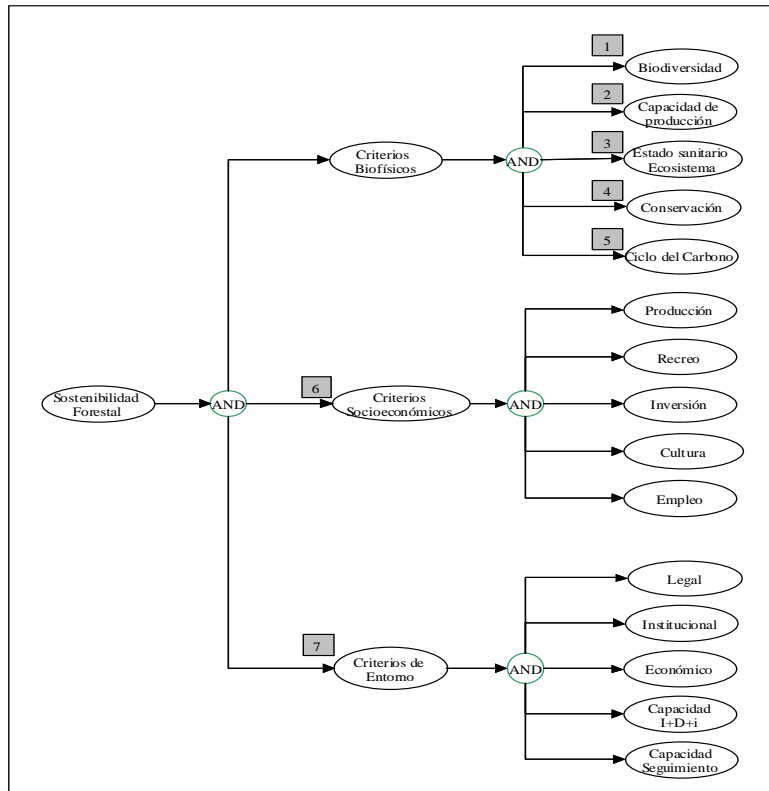 1
Biodiversidad
2
Capacidad de
producción
3
Estado sanitario
Ecosistema
4
Conservación
5
Ciclo del Carbono
Criterios
Biofísicos
AND
Producción
Recreo
Inversión
Cultura
Empleo
6
Criterios
Socioeconómicos
AND
Sostenibilidad
Forestal
AND
Legal
Institucional
Económico
Capacidad
I+D+i
Capacidad
Seguimiento
7
Criterios de
Entorno
AND